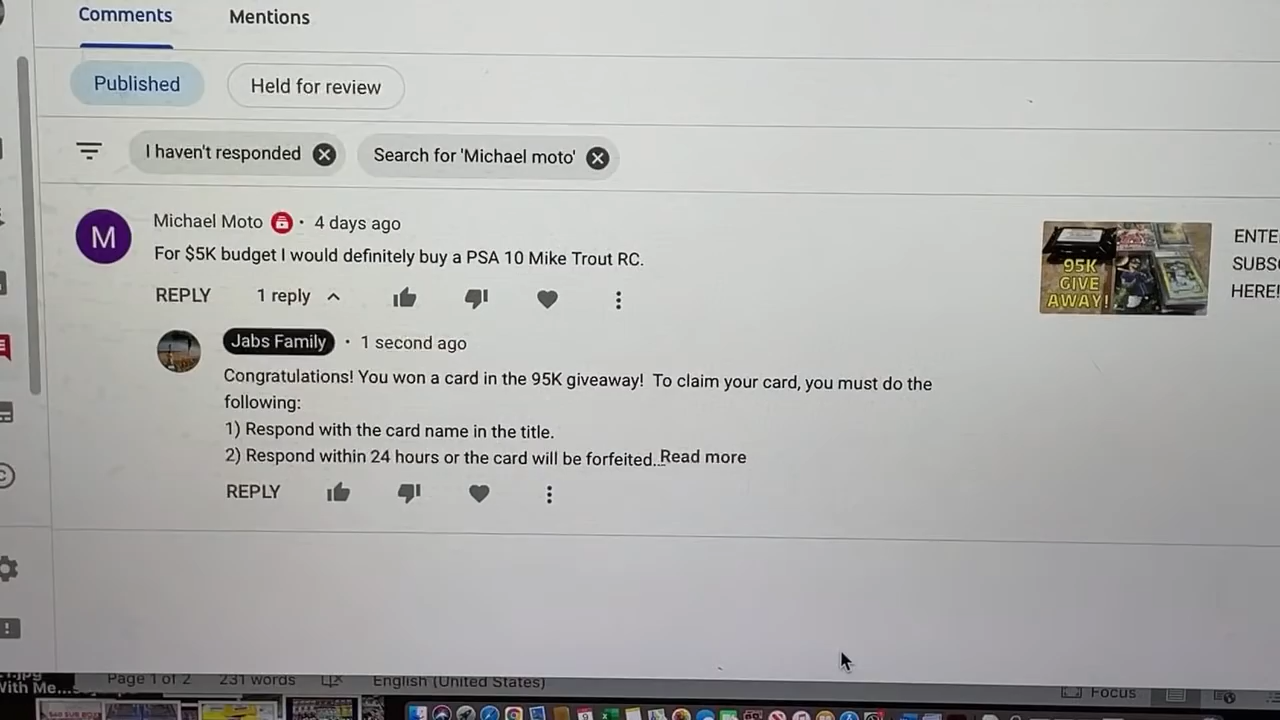 Comments Mentions
Published Held for review
I haven't responded Search for 'Michael moto'
M
Michael Moto · 4 days ago
For $5K budget I would definitely buy a PSA 10 Mike Trout RC.
REPLY 1 reply
95K
GIVE
AWAY!
ENTE
SUBS
HERE!
Jabs Family · 1 second ago
Congratulations! You won a card in the 95K giveaway! To claim your card, you must do the
following:
1) Respond with the card name in the title.
2) Respond within 24 hours or the card will be forfeited...Read more
REPLY
With Me...
Page 1 of 2 231 words English (United States) Focus